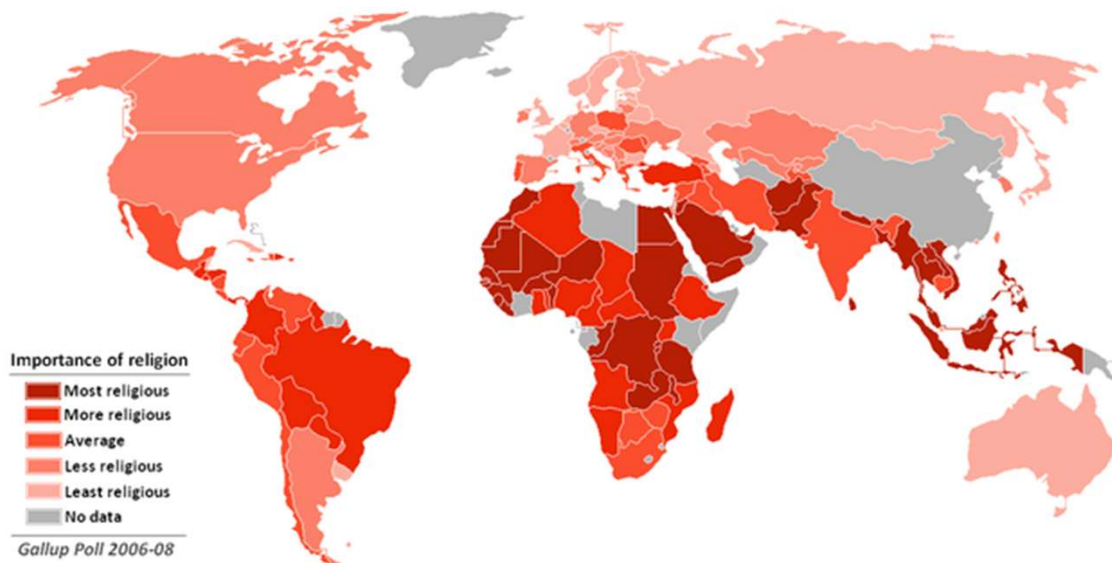 Importance of religion
Most religious
More religious
Average
Less religious
Least religious
No data
Gallup Poll 2006-08